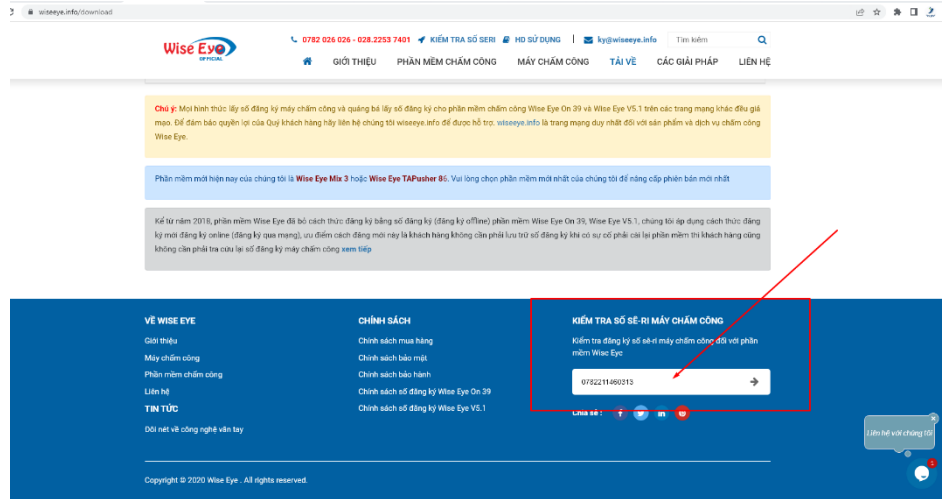 wiseeye.info/download
Wise Eye
OFFICIAL
0782 026 026 - 028.2253 7401 KIỂM TRA SỐ SERI HD SỬ DỤNG ky@wiseeye.info Tìm kiếm
GIỚI THIỆU PHẦN MỀM CHẤM CÔNG MÁY CHẤM CÔNG TẢI VỀ CÁC GIẢI PHÁP LIÊN HỆ
Chú ý: Mọi hình thức lấy số đăng ký máy chấm công và quảng bá lấy số đăng ký cho phần mềm chấm công Wise Eye On 39 và Wise Eye V5.1 trên các trang mạng khác đều giả
mạo. Để đảm bảo quyền lợi của Quý khách hàng hãy liên hệ chúng tôi wiseeye.info để được hỗ trợ. wiseeye.info là trang mạng duy nhất đối với sản phẩm và dịch vụ chấm công
Wise Eye.
Phần mềm mới hiện nay của chúng tôi là Wise Eye Mix 3 hoặc Wise Eye TAPusher 86. Vui lòng chọn phần mềm mới nhất của chúng tôi để nâng cấp phiên bản mới nhất
Kể từ năm 2018, phần mềm Wise Eye đã bỏ cách thức đăng ký bằng số đăng ký (đăng ký offline) phần mềm Wise Eye On 39, Wise Eye V5.1, chúng tôi áp dụng cách thức đăng
ký mới đăng ký online (đăng ký qua mạng), ưu điểm cách đăng mới này là khách hàng không cần phải lưu trữ số đăng ký khi có sự cố phải cài lại phần mềm thì khách hàng cũng
không cần phải tra cứu lại số đăng ký máy chấm công xem tiếp
VỀ WISE EYE
Giới thiệu
Máy chấm công
Phần mềm chấm công
Liên hệ
TIN TỨC
Đôi nét về công nghệ vân tay
CHÍNH SÁCH
Chính sách mua hàng
Chính sách bảo mật
Chính sách bảo hành
Chính sách số đăng ký Wise Eye On 39
Chính sách số đăng ký Wise Eye V5.1
KIỂM TRA SỐ SÊ-RI MÁY CHẤM CÔNG
Kiểm tra đăng ký số sê-ri máy chấm công đối với phần
mềm Wise Eye
0782211460313
Chia sẻ :
Liên hệ với chúng tôi
1
Copyright © 2020 Wise Eye . All rights reserved.